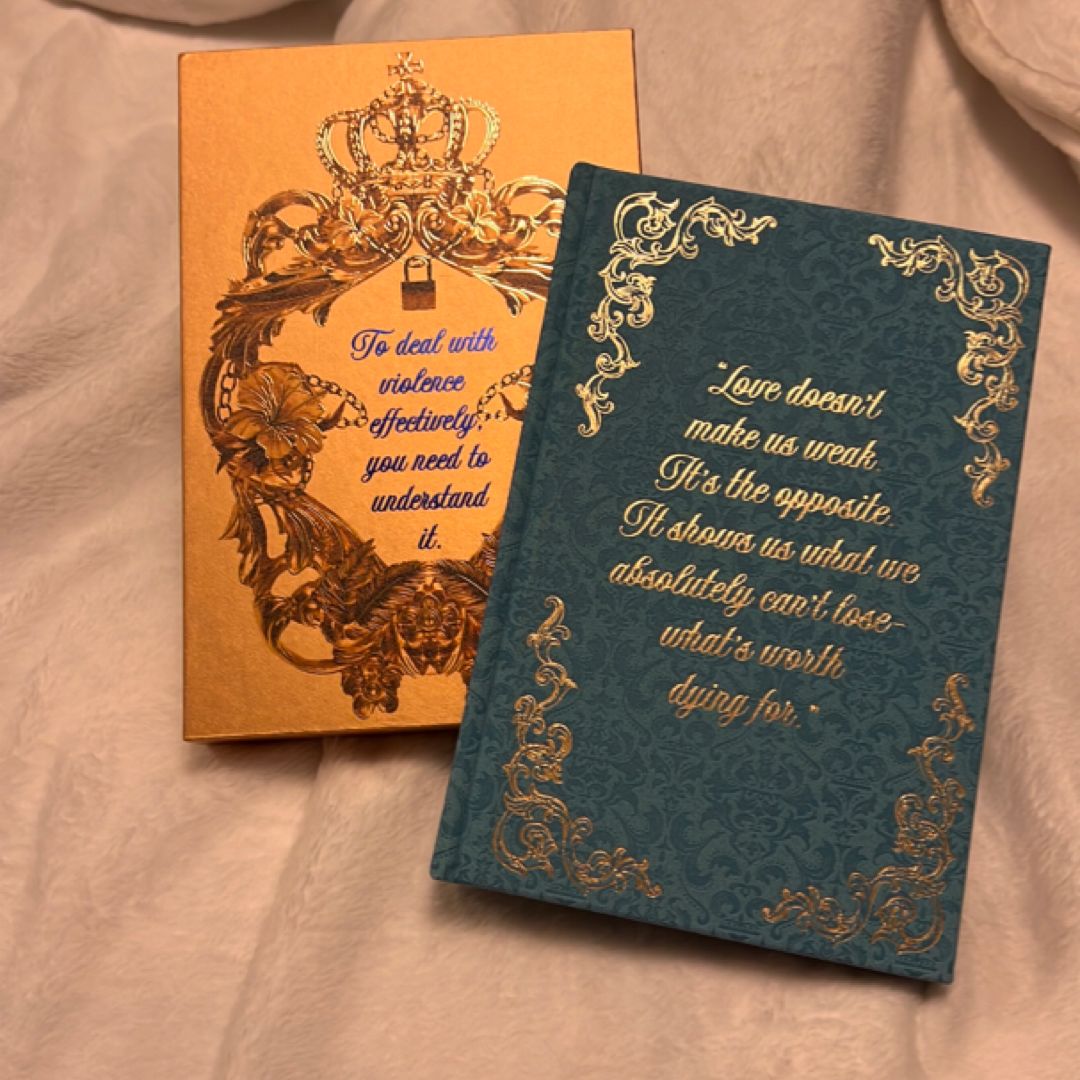 To deal with
violence
effectively,
you need to
understand
it.
"Love doesn't
make us weak.
It's the opposite.
It shows us what we
absolutely can't lose-
what's worth
dying for."